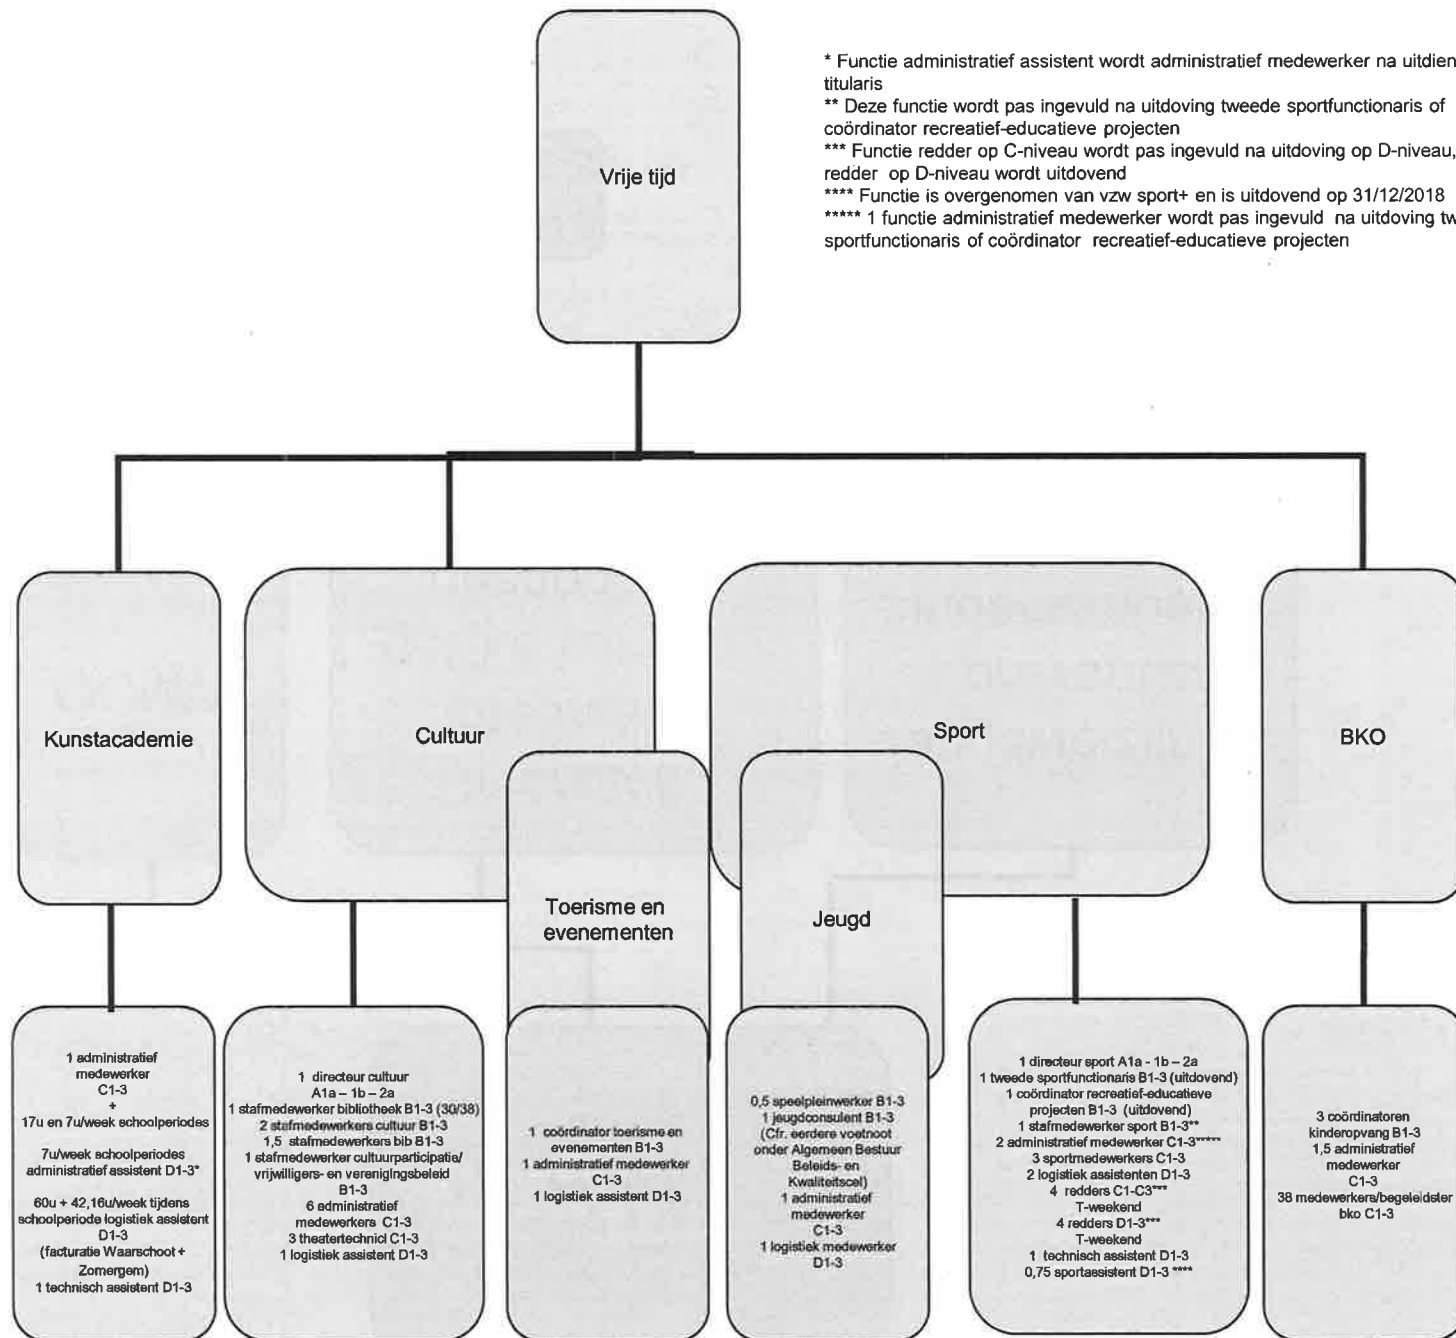 * Functie administratief assistent wordt administratief medewerker na uitdien
titularis
** Deze functie wordt pas ingevuld na uitdoving tweede sportfunctionaris of
coördinator recreatief-educatieve projecten
*** Functie redder op C-niveau wordt pas ingevuld na uitdoving op D-niveau,
redder op D-niveau wordt uitdovend
**** Functie is overgenomen van vzw sport+ en is uitdovend op 31/12/2018
***** 1 functie administratief medewerker wordt pas ingevuld na uitdoving tw
sportfunctionaris of coördinator recreatief-educatieve projecten
Vrije tijd
Kunstacademie
Cultuur
Sport
BKO
Toerisme en
evenementen
Jeugd
1 administratief
medewerker
C1-3
+
17u en 7u/week schoolperiodes
7u/week schoolperiodes
administratief assistent D1-3*
60u + 42,16u/week tijdens
schoolperiode logistiek assistent
D1-3
(facturatie Waarschoot +
Zomergem)
1 technisch assistent D1-3
1 directeur cultuur
A1a – 1b – 2a
1 stafmedewerker bibliotheek B1-3 (30/38)
2 stafmedewerkers cultuur B1-3
1,5 stafmedewerkers bib B1-3
1 stafmedewerker cultuurparticipatie/
vrijwilligers- en verenigingsbeleid
B1-3
6 administratief
medewerkers C1-3
3 theatertechnici C1-3
1 logistiek assistent D1-3
1 coördinator toerisme en
evenementen B1-3
1 administratief medewerker
C1-3
1 logistiek assistent D1-3
0,5 speelpleinwerker B1-3
1 jeugdconsulent B1-3
(Cfr. eerdere voetnoot
onder Algemeen Bestuur
Beleids- en
Kwaliteitscel)
1 administratief
medewerker
C1-3
1 logistiek medewerker
D1-3
1 directeur sport A1a - 1b – 2a
1 tweede sportfunctionaris B1-3 (uitdovend)
1 coördinator recreatief-educatieve
projecten B1-3 (uitdovend)
1 stafmedewerker sport B1-3**
2 administratief medewerker C1-3*****
3 sportmedewerkers C1-3
2 logistiek assistenten D1-3
4 redders C1-C3***
T-weekend
4 redders D1-3***
T-weekend
1 technisch assistent D1-3
0,75 sportassistent D1-3 ****
3 coördinatoren
kinderopvang B1-3
1,5 administratief
medewerker
C1-3
38 medewerkers/begeleidster
bko C1-3